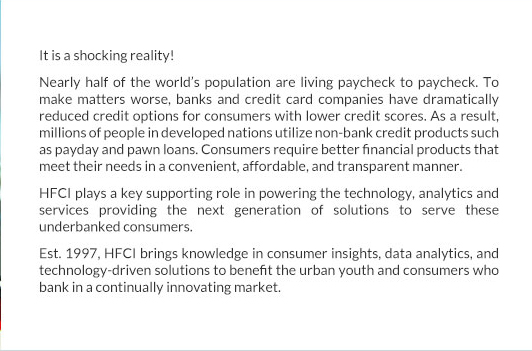 It is a shocking reality!
Nearly half of the world's population are living paycheck to paycheck. To
make matters worse, banks and credit card companies have dramatically
reduced credit options for consumers with lower credit scores. As a result,
millions of people in developed nations utilize non-bank credit products such
as payday and pawn loans. Consumers require better financial products that
meet their needs in a convenient, affordable, and transparent manner.
HFCI plays a key supporting role in powering the technology, analytics and
services providing the next generation of solutions to serve these
underbanked consumers.
Est. 1997, HFCI brings knowledge in consumer insights, data analytics, and
technology-driven solutions to benefit the urban youth and consumers who
bank in a continually innovating market.